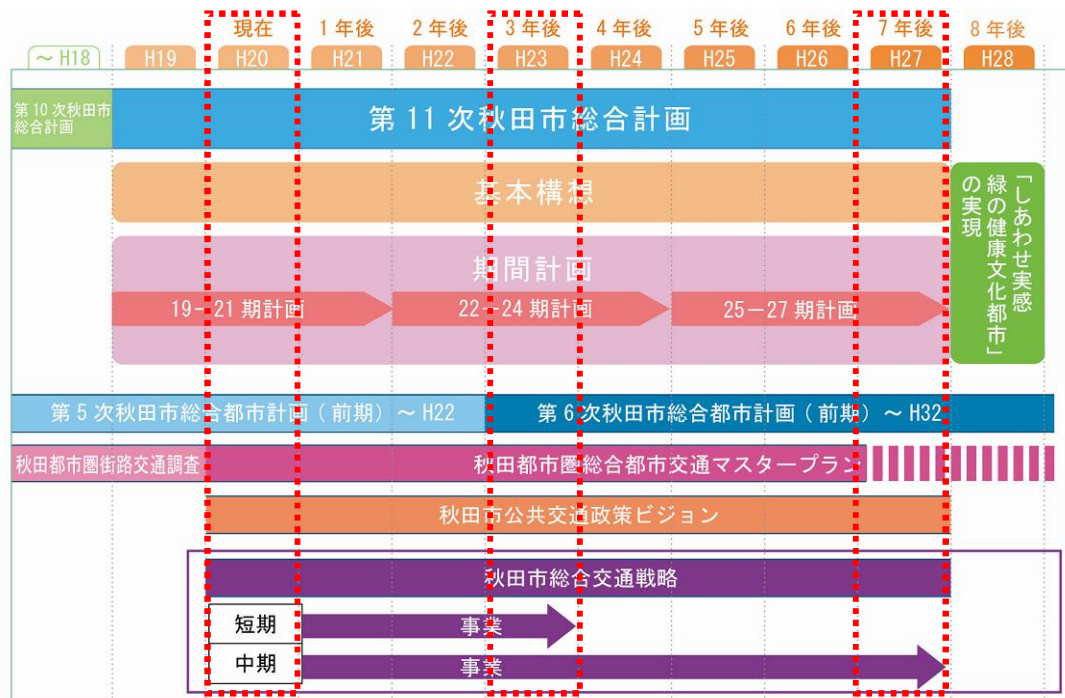 現在
1年後
2年後
3年後
4年後
5年後
6年後
7年後
8年後
～H18
H19
H20
H21
H22
H23
H24
H25
H26
H27
H28
第10次秋田市
総合計画
第11次秋田市総合計画
基本構想
期間計画
19－21期計画
22－24期計画
25－27期計画
「しあわせ実感
緑の健康文化都市」
の実現
第5次秋田市総合都市計画（前期）～H22
第6次秋田市総合都市計画（前期）～H32
秋田都市圏街路交通調査
秋田都市圏総合都市交通マスタープラン
秋田市公共交通政策ビジョン
秋田市総合交通戦略
短期
事業
中期
事業